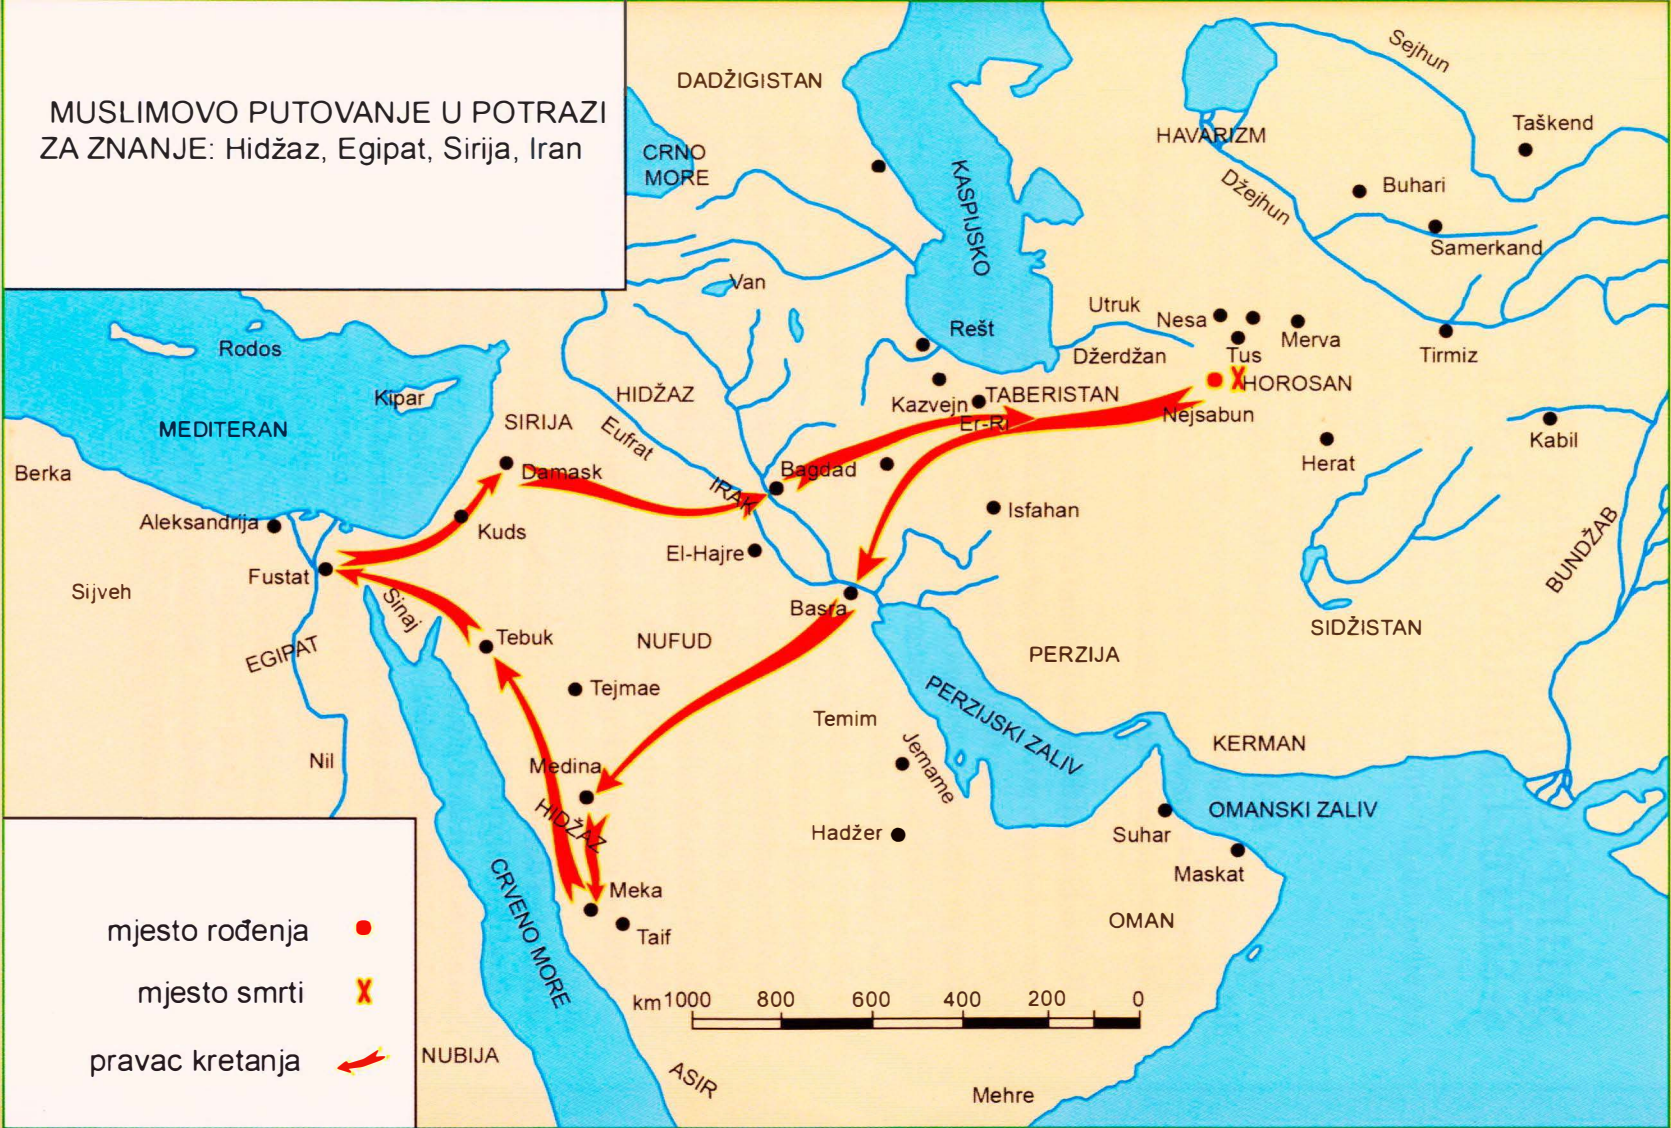 MUSLIMOVO PUTOVANJE U POTRAZI
ZA ZNANJE: Hidžaz, Egipat, Sirija, Iran
DADŽIGISTAN
CRNO
MORE
KASPIJSKO
Sejhun
HAVARIZM
Taškend
Džejhun
Buhari
Samerkand
Van
Utruk
Nesa
Rešt
Merva
Tirmiz
Tus
Džerdžan
Rodos
HIDŽAZ
TABERISTAN
HOROSAN
Kipar
Kazvejn
Nejsabun
MEDITERAN
SIRIJA
Eufrat
Er-Ri
Kabil
Herat
Berka
Damask
Bagdad
IRAK
Isfahan
Aleksandrija
Kuds
El-Hajre
BUNDŽAB
Fustat
Sijveh
Sinaj
Basra
SIDŽISTAN
EGIPAT
Tebuk
NUFUD
PERZIJA
Tejmae
PERZIJSKI ZALIV
Temim
KERMAN
Nil
Medina
Jemame
HIDŽAZ
OMANSKI ZALIV
Hadžer
Suhar
Maskat
CRVENO MORE
Meka
Taif
OMAN
km 1000 800 600 400 200 0
NUBIJA
ASIR
Mehre
mjesto rođenja
mjesto smrti
pravac kretanja